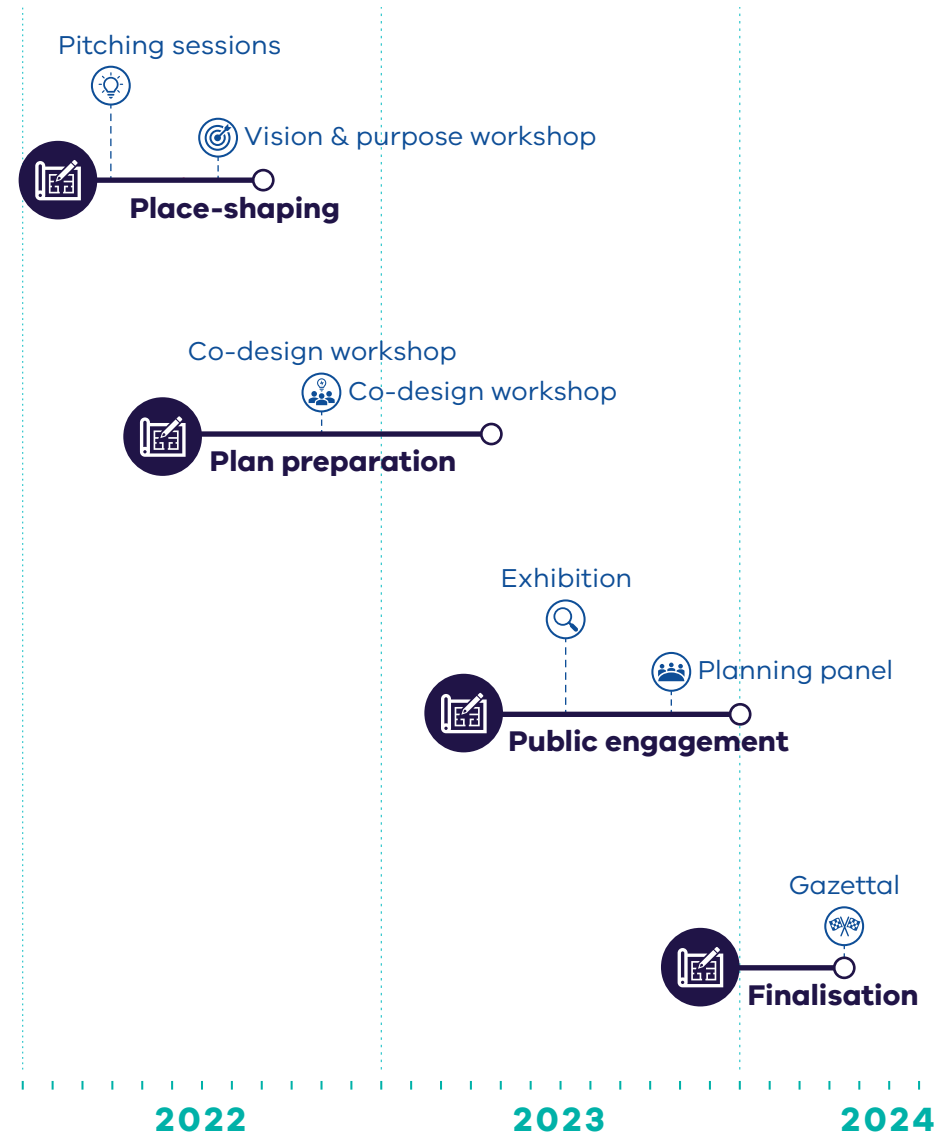 Pitching sessions
Vision & purpose workshop
Place-shaping
Co-design workshop
Co-design workshop
Plan preparation
Exhibition
Planning panel
Public engagement
Gazettal
Finalisation
2022
2023
2024